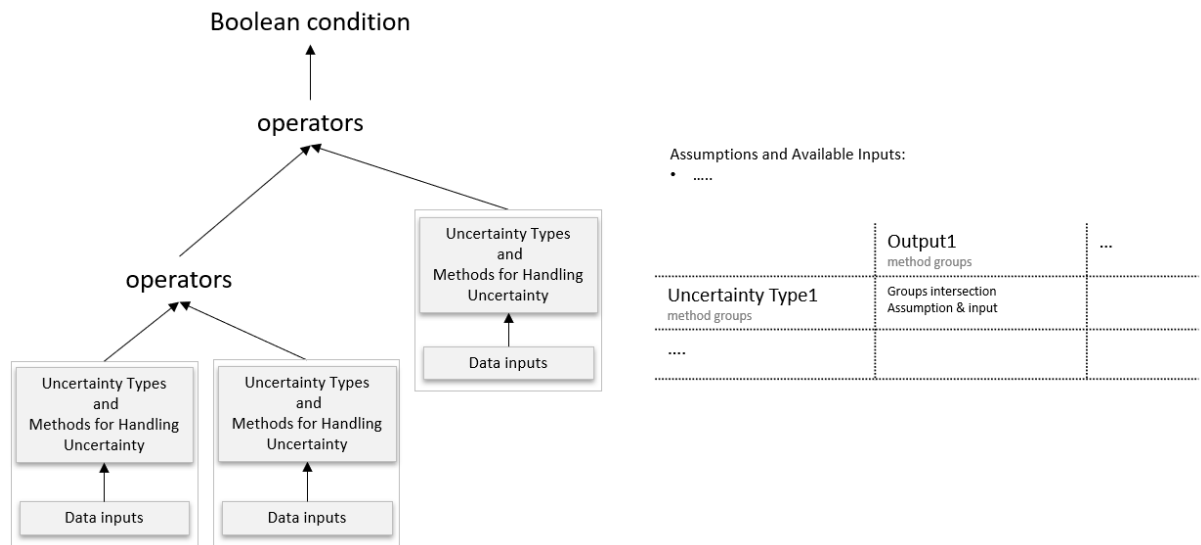 Boolean condition
operators
operators
Uncertainty Types
and
Methods for Handling
Uncertainty
Data inputs
Uncertainty Types
and
Methods for Handling
Uncertainty
Data inputs
Uncertainty Types
and
Methods for Handling
Uncertainty
Data inputs
Assumptions and Available Inputs:
• .....
Output1
method groups
...
Uncertainty Type1
method groups
Groups intersection
Assumption & input
....